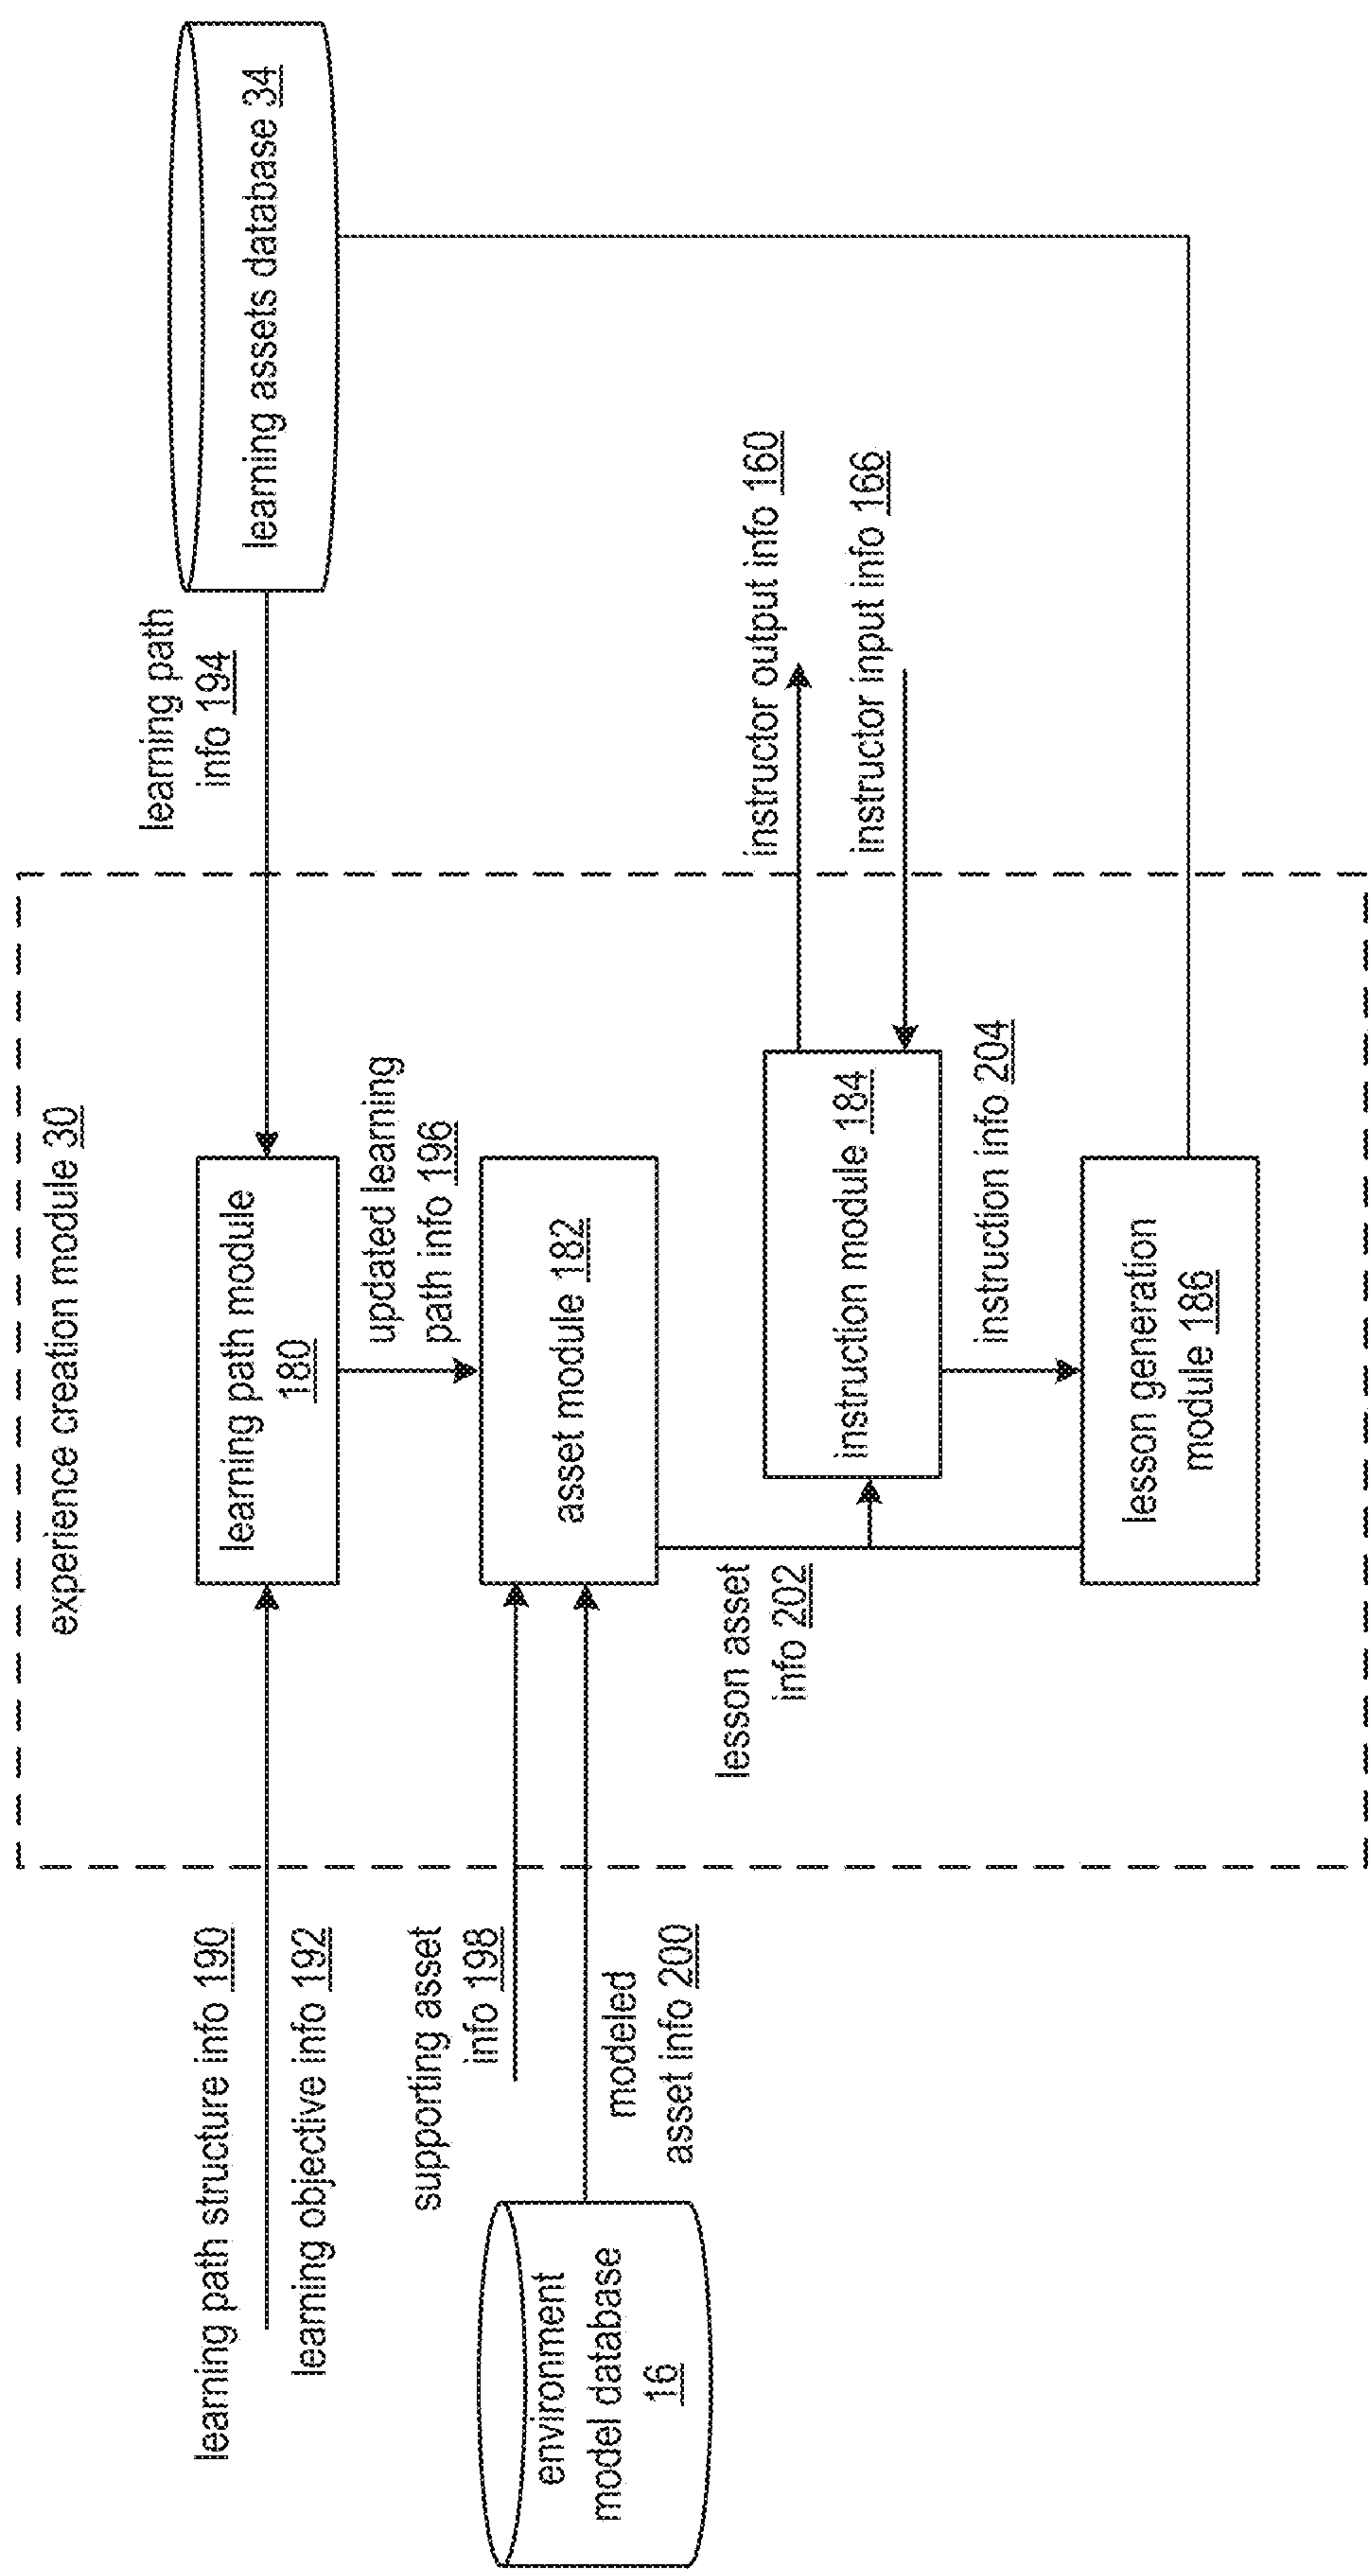 experience creation module 30
learning path structure info 190
learning objective info 192
learning path module
180
learning path
info 194
learning assets database 34
updated learning
path info 196
supporting asset
info 198
asset module 182
environment
model database
16
modeled
asset info 200
lesson asset
info 202
instruction module 184
instructor output info 160
instructor input info 166
instruction info 204
lesson generation
module 186